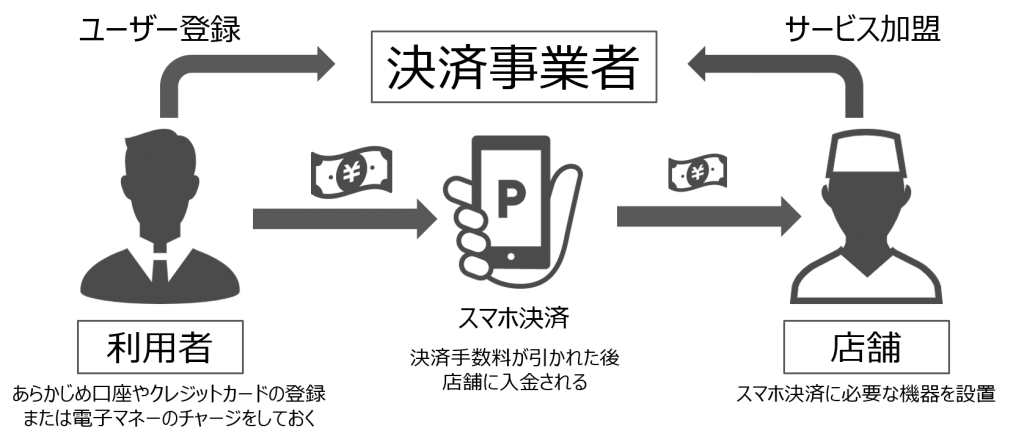 ユーザー登録
サービス加盟
決済事業者
¥
¥
P
スマホ決済
決済手数料が引かれた後
店舗に入金される
利用者
あらかじめ口座やクレジットカードの登録
または電子マネーのチャージをしておく
店舗
スマホ決済に必要な機器を設置